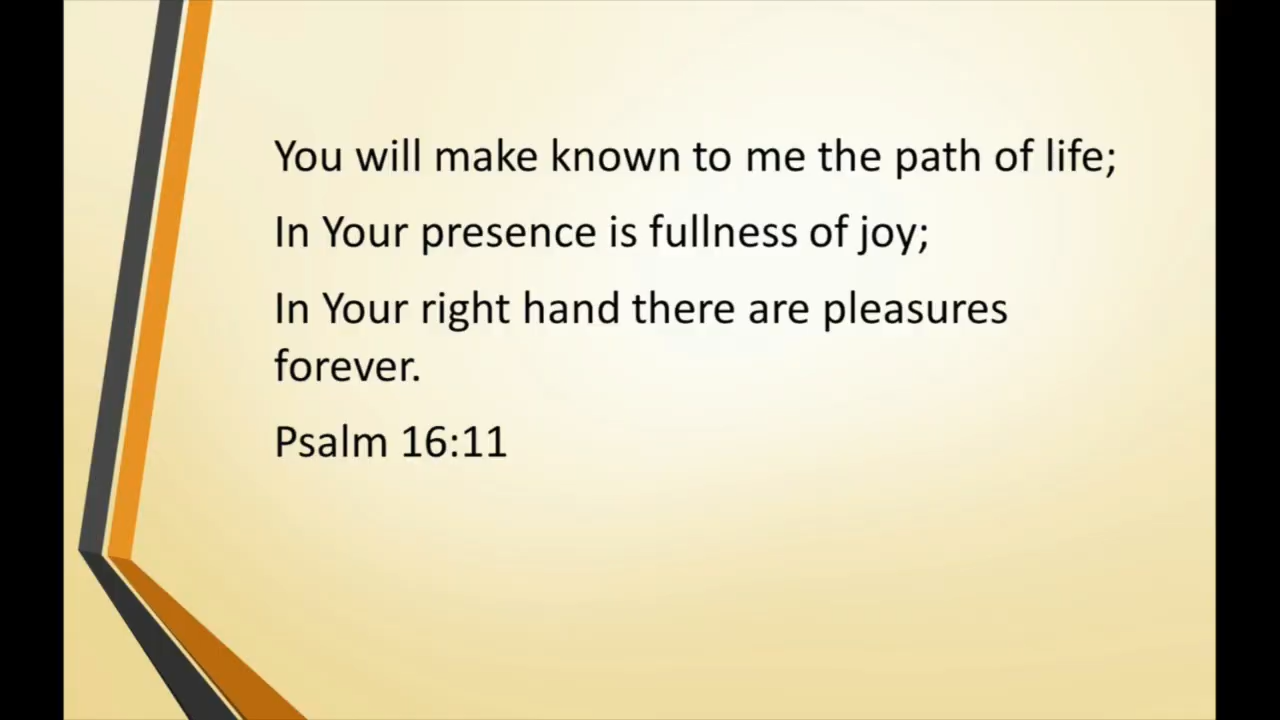 You will make known to me the path of life;
In Your presence is fullness of joy;
In Your right hand there are pleasures
forever.
Psalm 16:11